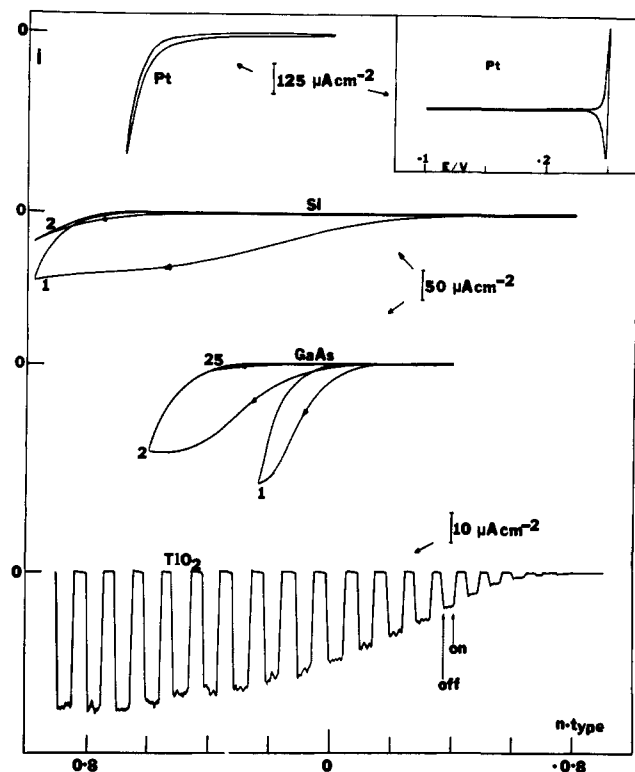 0
i
Pt
125 µAcm⁻²
Pt
·1
E/V
·2
0
SI
2
1
50 µAcm⁻²
0
25
GaAs
2
1
10 µAcm⁻²
TIO₂
0
on
off
n·type
0·8
0
·0·8